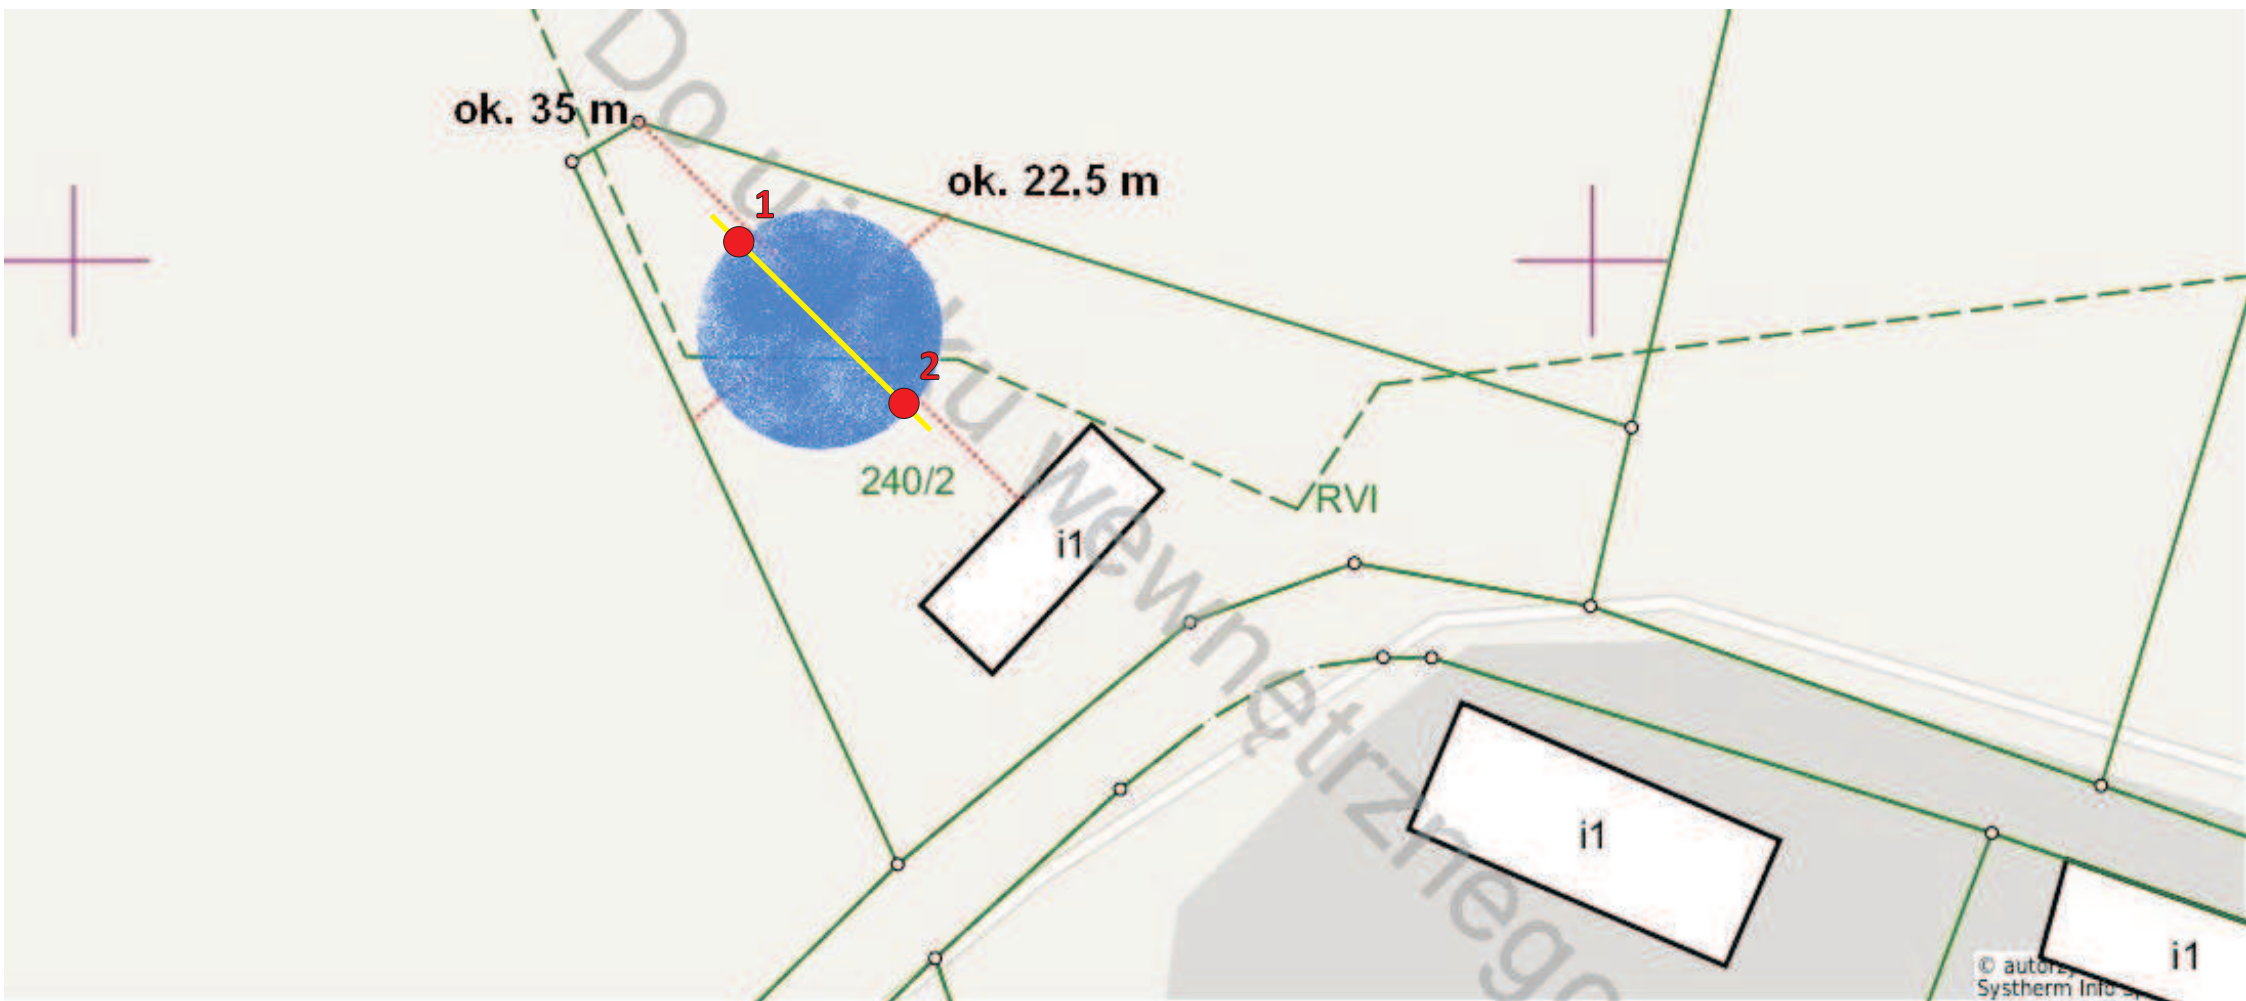 ok. 35 m
ok. 22,5 m
1
2
240/2
RVI
i1
i1
i1
Do użytku wewnętrznego
© autorzy
Systherm Info